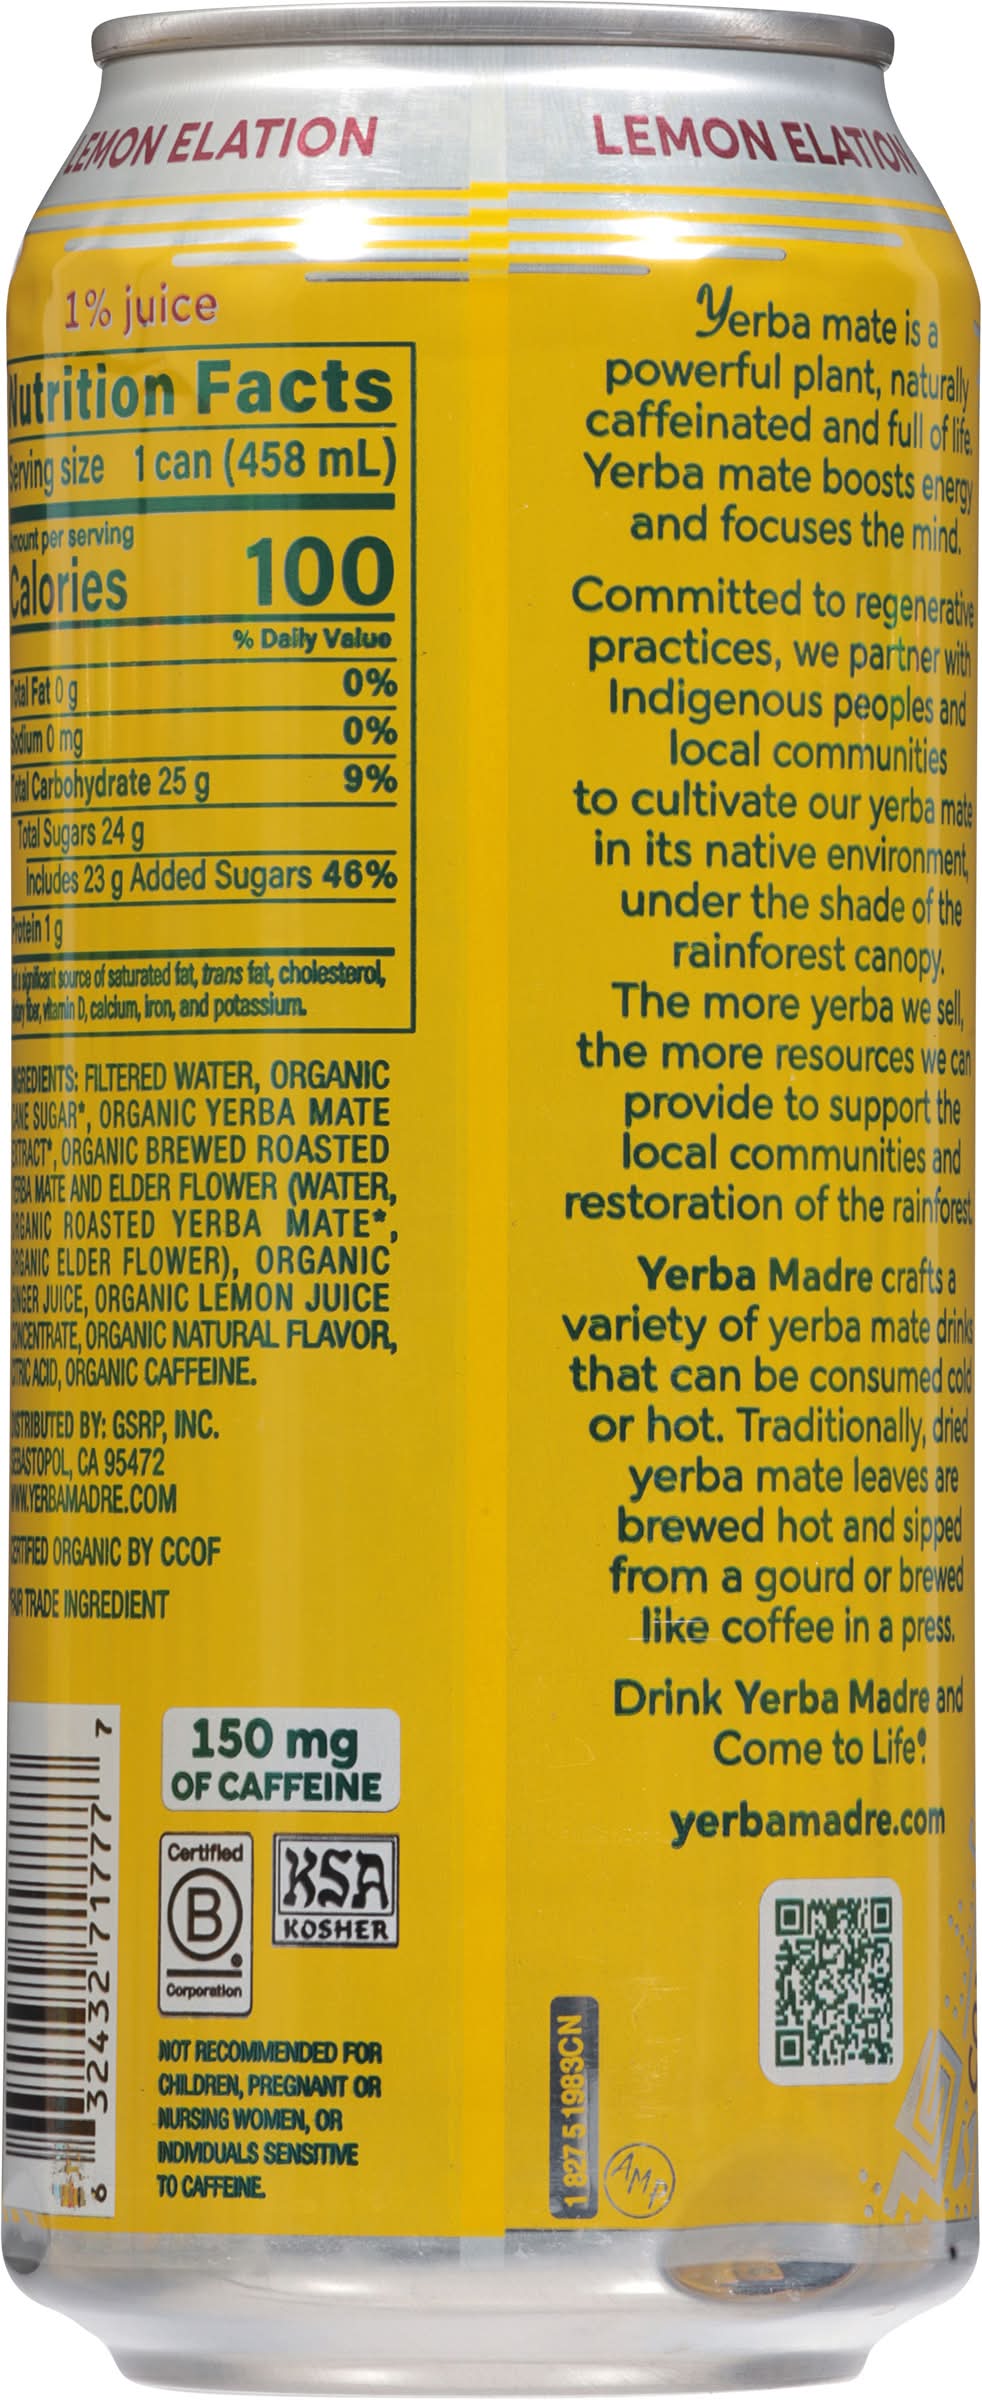 LEMON ELATION
LEMON ELATION
1% juice
Nutrition Facts
Serving size 1 can (458 mL)
Amount per serving
Calories 100
% Daily Value
Total Fat 0 g 0%
Sodium 0 mg 0%
Total Carbohydrate 25 g 9%
Total Sugars 24 g
Includes 23 g Added Sugars 46%
Protein 1 g
Not a significant source of saturated fat, trans fat, cholesterol,
dietary fiber, vitamin D, calcium, iron, and potassium.
INGREDIENTS: FILTERED WATER, ORGANIC
CANE SUGAR*, ORGANIC YERBA MATE
EXTRACT*, ORGANIC BREWED ROASTED
YERBA MATE AND ELDER FLOWER (WATER,
ORGANIC ROASTED YERBA MATE*,
ORGANIC ELDER FLOWER), ORGANIC
GINGER JUICE, ORGANIC LEMON JUICE
CONCENTRATE, ORGANIC NATURAL FLAVOR,
CITRIC ACID, ORGANIC CAFFEINE.
DISTRIBUTED BY: GSRP, INC.
SEBASTOPOL, CA 95472
WWW.YERBAMADRE.COM
CERTIFIED ORGANIC BY CCOF
FAIR TRADE INGREDIENT
6 32432 71777 7
150 mg
OF CAFFEINE
Certified
B
Corporation
KSA
KOSHER
NOT RECOMMENDED FOR
CHILDREN, PREGNANT OR
NURSING WOMEN, OR
INDIVIDUALS SENSITIVE
TO CAFFEINE.
Yerba mate is a
powerful plant, naturally
caffeinated and full of life.
Yerba mate boosts energy
and focuses the mind.
Committed to regenerative
practices, we partner with
Indigenous peoples and
local communities
to cultivate our yerba mate
in its native environment,
under the shade of the
rainforest canopy.
The more yerba we sell,
the more resources we can
provide to support the
local communities and
restoration of the rainforest.
Yerba Madre crafts a
variety of yerba mate drinks
that can be consumed cold
or hot. Traditionally, dried
yerba mate leaves are
brewed hot and sipped
from a gourd or brewed
like coffee in a press.
Drink Yerba Madre and
Come to Life®!
yerbamadre.com
1 827 5 1983CN
AMP